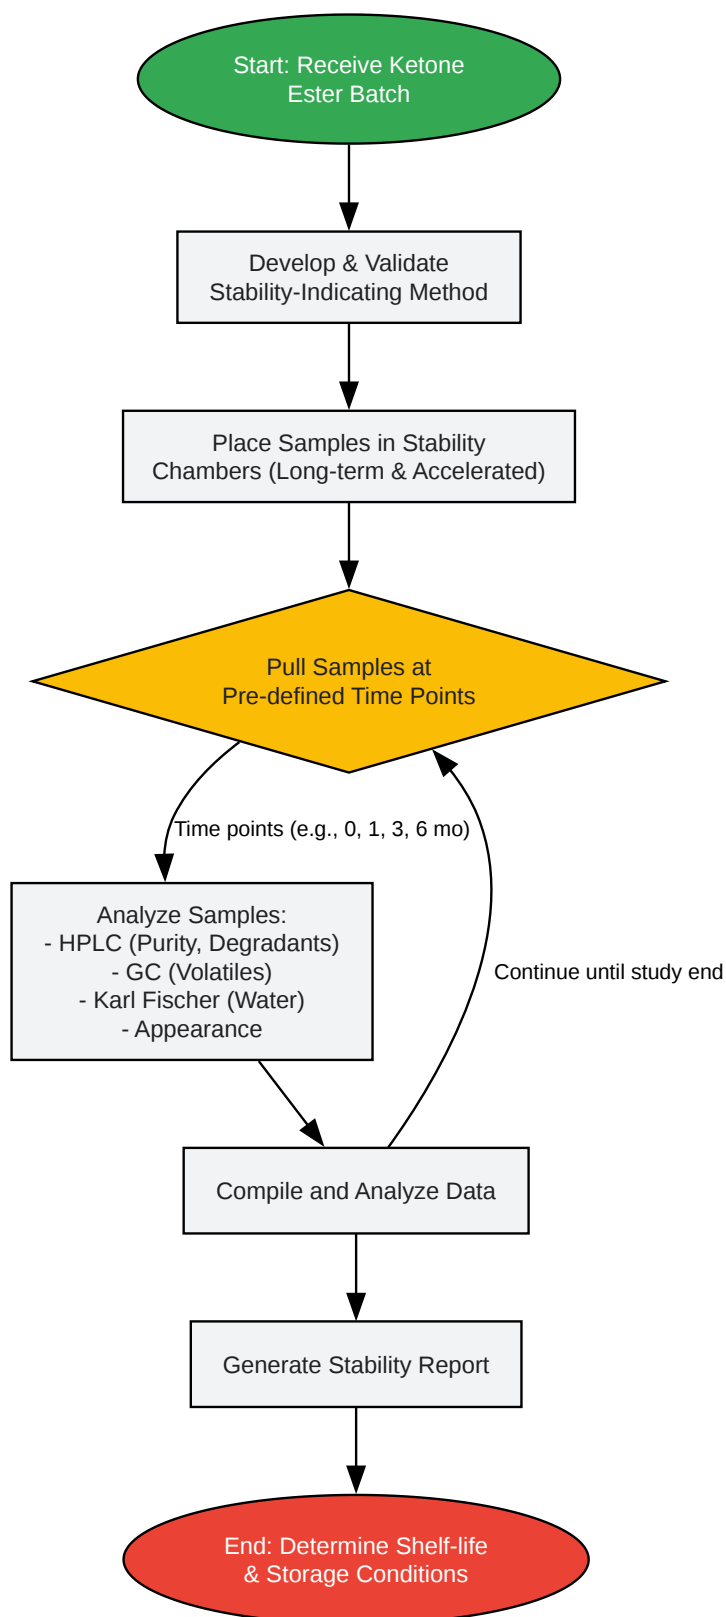 Start: Receive Ketone
Ester Batch
Develop & Validate
Stability-Indicating Method
Place Samples in Stability
Chambers (Long-term & Accelerated)
Pull Samples at
Pre-defined Time Points
Time points (e.g., 0, 1, 3, 6 mo)
Analyze Samples:
- HPLC (Purity, Degradants)
- GC (Volatiles)
- Karl Fischer (Water)
- Appearance
Continue until study end
Compile and Analyze Data
Generate Stability Report
End: Determine Shelf-life
& Storage Conditions